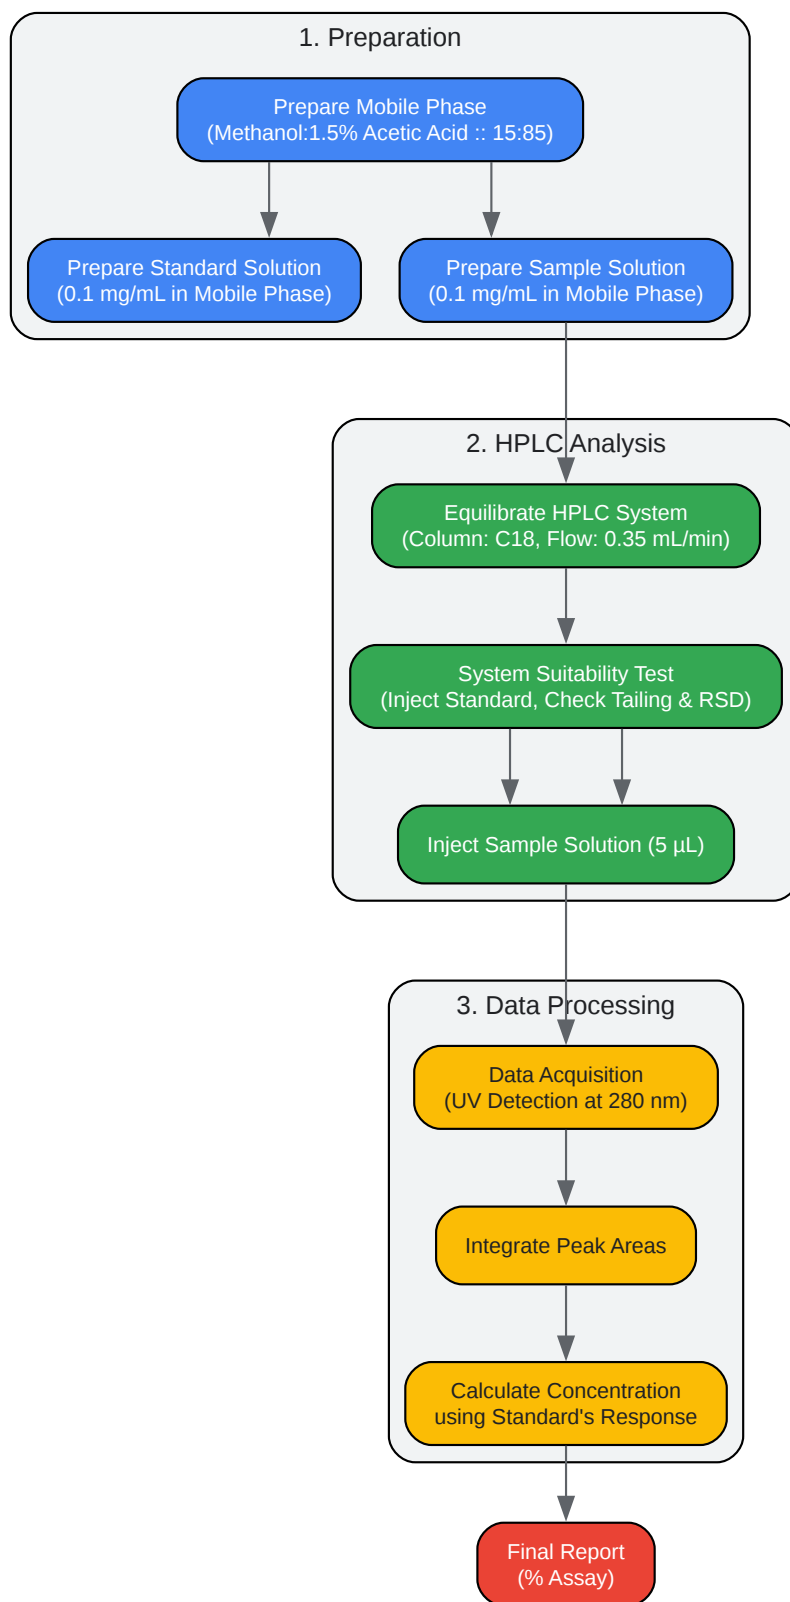 1. Preparation
Prepare Mobile Phase
(Methanol:1.5% Acetic Acid :: 15:85)
Prepare Standard Solution
(0.1 mg/mL in Mobile Phase)
Prepare Sample Solution
(0.1 mg/mL in Mobile Phase)
2. HPLC Analysis
Equilibrate HPLC System
(Column: C18, Flow: 0.35 mL/min)
System Suitability Test
(Inject Standard, Check Tailing & RSD)
Inject Sample Solution (5 µL)
3. Data Processing
Data Acquisition
(UV Detection at 280 nm)
Integrate Peak Areas
Calculate Concentration
using Standard's Response
Final Report
(% Assay)